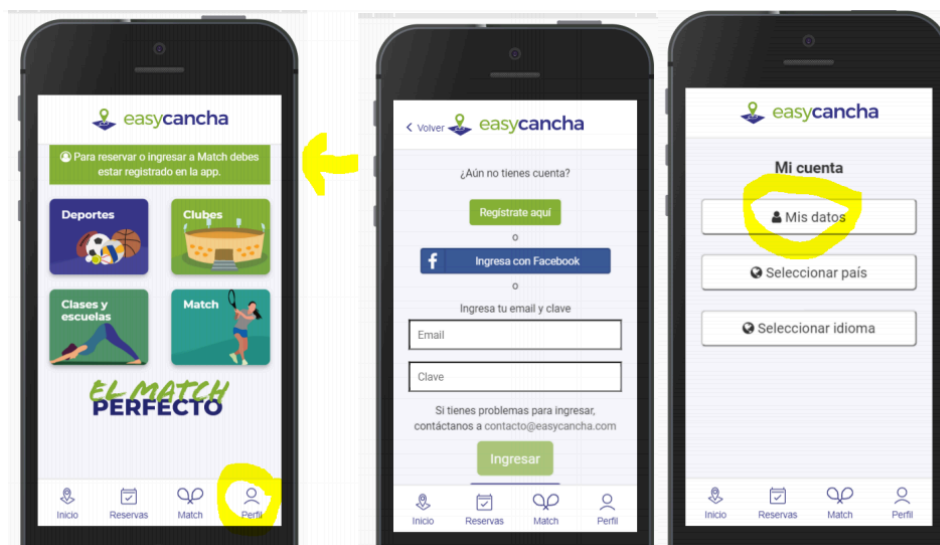 easycancha
Para reservar o ingresar a Match debes
estar registrado en la app.
Deportes
Clubes
Clases y
escuelas
Match
EL MATCH
PERFECTO
Inicio
Reservas
Match
Perfil
Volver
easycancha
¿Aún no tienes cuenta?
Regístrate aquí
o
Ingresa con Facebook
o
Ingresa tu email y clave
Email
Clave
Si tienes problemas para ingresar,
contáctanos a contacto@easycancha.com
Ingresar
Inicio
Reservas
Match
Perfil
easycancha
Mi cuenta
Mis datos
Seleccionar país
Seleccionar idioma
Inicio
Reservas
Match
Perfil